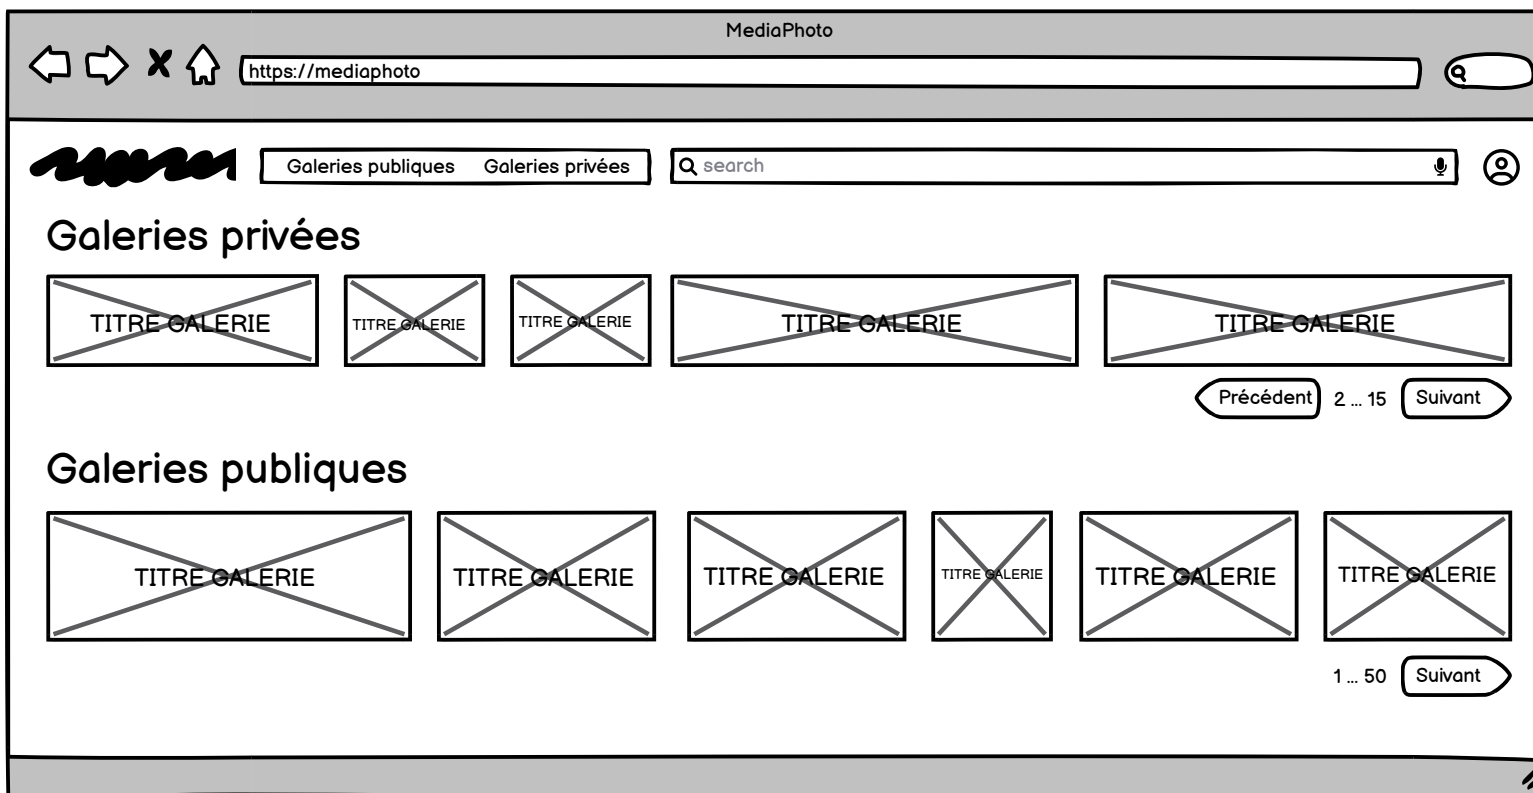 MediaPhoto
https://mediaphoto
Galeries publiques Galeries privées search
Galeries privées
TITRE GALERIE TITRE GALERIE TITRE GALERIE TITRE GALERIE TITRE GALERIE
Précédent 2 ... 15 Suivant
Galeries publiques
TITRE GALERIE TITRE GALERIE TITRE GALERIE TITRE GALERIE TITRE GALERIE TITRE GALERIE
1 ... 50 Suivant